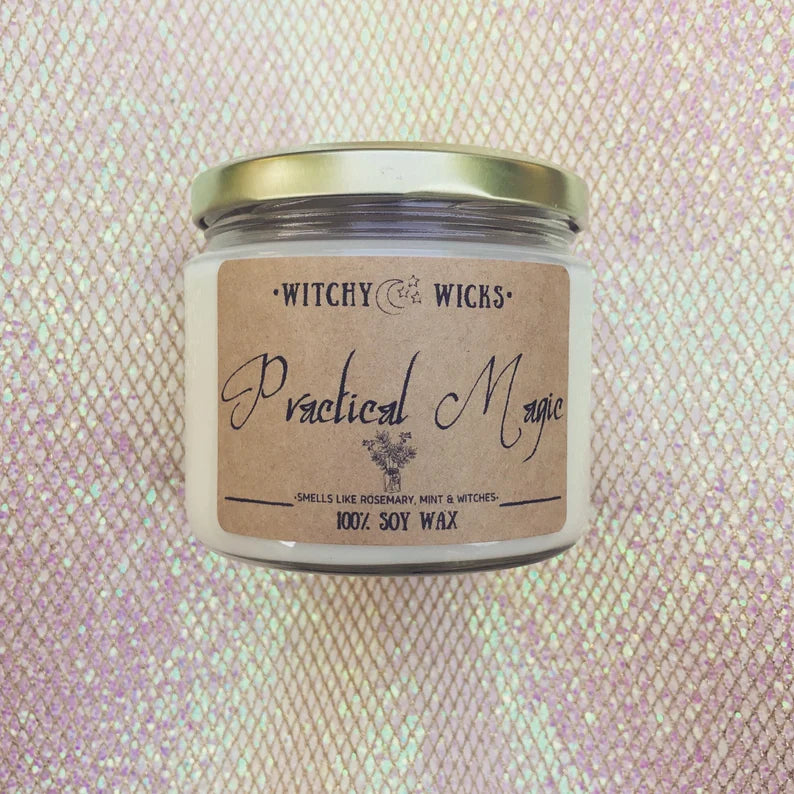 ·WITCHY WICKS·
Practical Magic
·SMELLS LIKE ROSEMARY, MINT & WITCHES·
100% SOY WAX